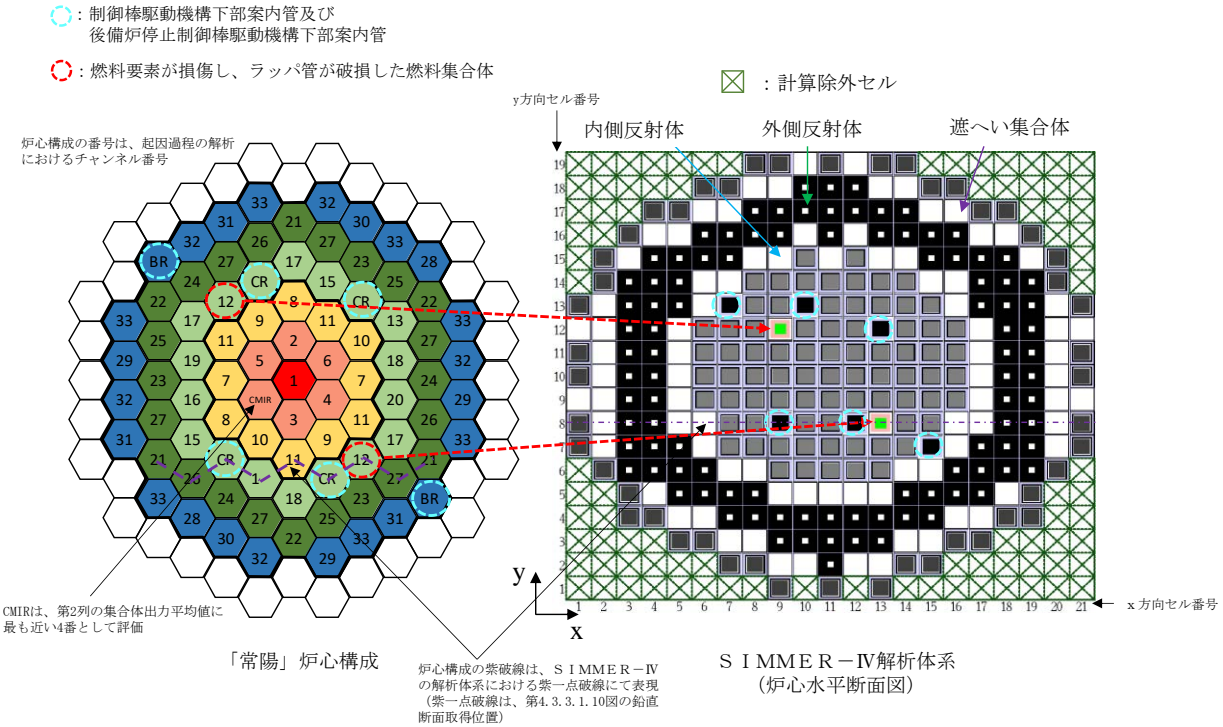 ：制御棒駆動機構下部案内管及び
後備炉停止制御棒駆動機構下部案内管
：燃料要素が損傷し、ラッパ管が破損した燃料集合体
炉心構成の番号は、起因過程の解析
におけるチャンネル番号
33 32
31 21 30
32 26 27 33
BR 27 17 23 28
24 CR 15 25
22 12 8 CR 22
33 17 9 11 13 33
25 11 2 10 27
29 5 6 18 32
23 7 1 7 24
32 16 CMIR 4 20 32
8 3 11 26
31 15 10 9 17 33
21 CR 11 12 21
CR 27
33 24 18 23 BR
28 27 25 31
30 22 33
32 29
CMIRは、第2列の集合体出力平均値に
最も近い4番として評価
「常陽」炉心構成
炉心構成の紫破線は、ＳＩＭＭＥＲ－Ⅳ
の解析体系における紫一点破線にて表現
（紫一点破線は、第4.3.3.1.10図の鉛直
断面取得位置）
：計算除外セル
y方向セル番号
内側反射体
外側反射体
遮へい集合体
19
18
17
16
15
14
13
12
11
10
9
8
7
6
5
4
3
2
1
1 2 3 4 5 6 7 8 9 10 11 12 13 14 15 16 17 18 19 20 21
x方向セル番号
y
x
ＳＩＭＭＥＲ－Ⅳ解析体系
（炉心水平断面図）